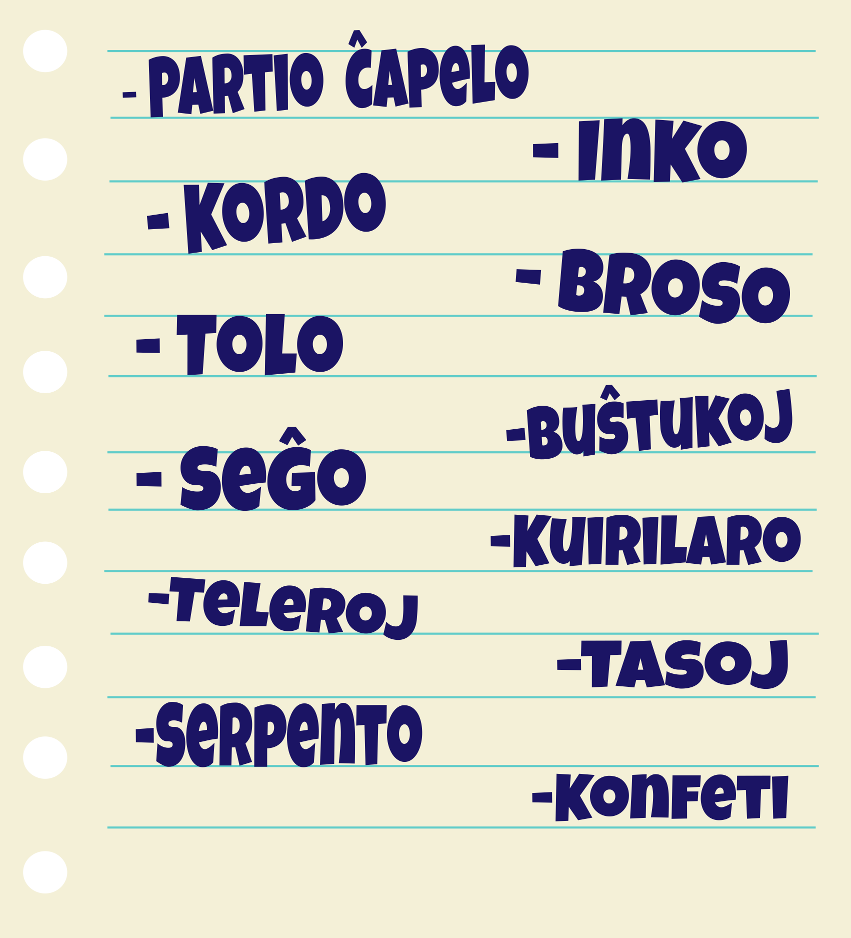 - PARTIO ĈAPELO
- INKO
- KORDO
- BROSO
- TOLO
-BUŜTUKOJ
- SEĜO
-KUIRILARO
-TELEROJ
-TASOJ
-SERPENTO
-KONFETI